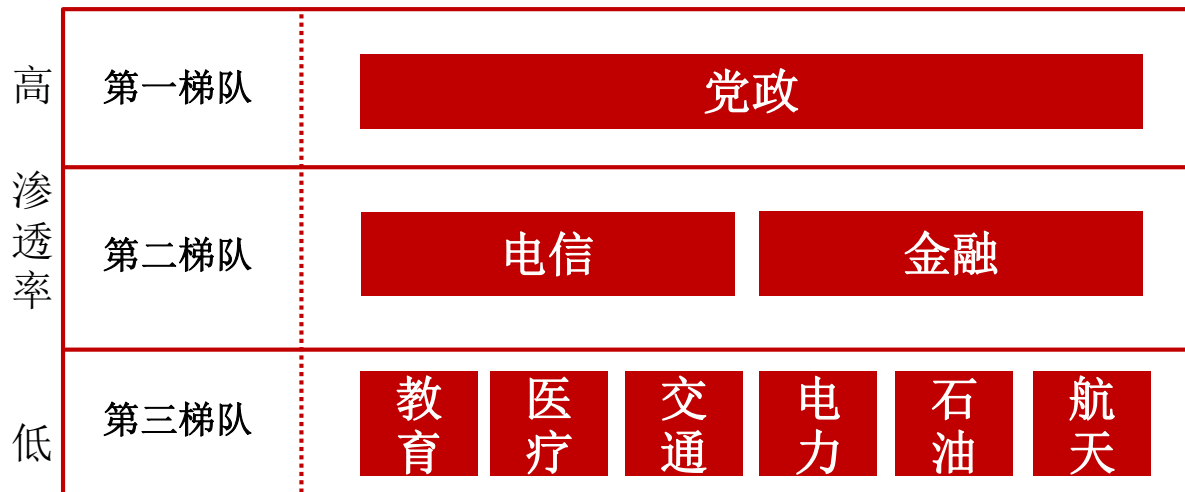 高
第一梯队
党政
渗透率
第二梯队
电信
金融
低
第三梯队
教育
医疗
交通
电力
石油
航天